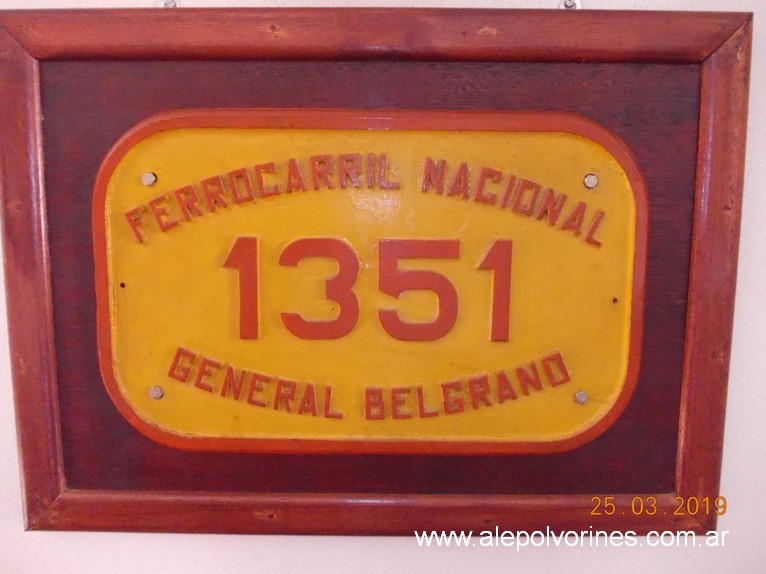 FERROCARRIL NACIONAL
1351
GENERAL BELGRANO
25.03.2019
www.alepolvorines.com.ar